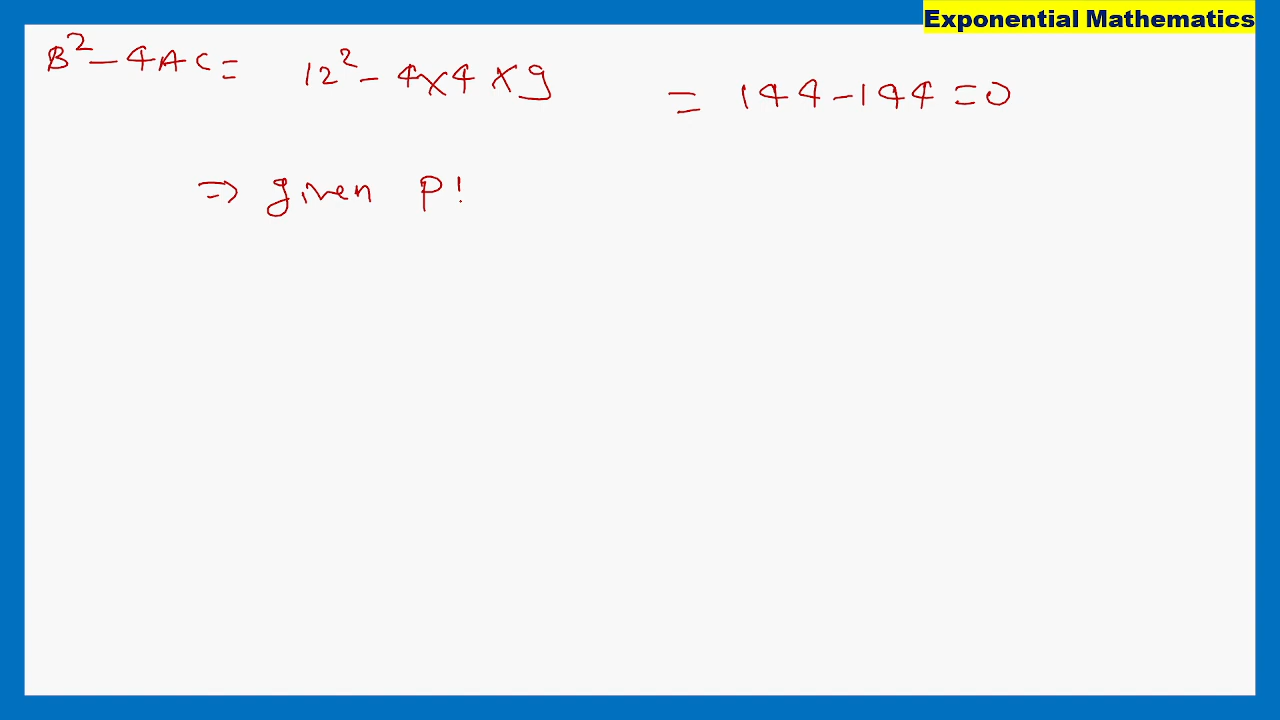 Exponential Mathematics
B² - 4AC = 12² - 4×4×9 = 144-144=0
⇒ given P!